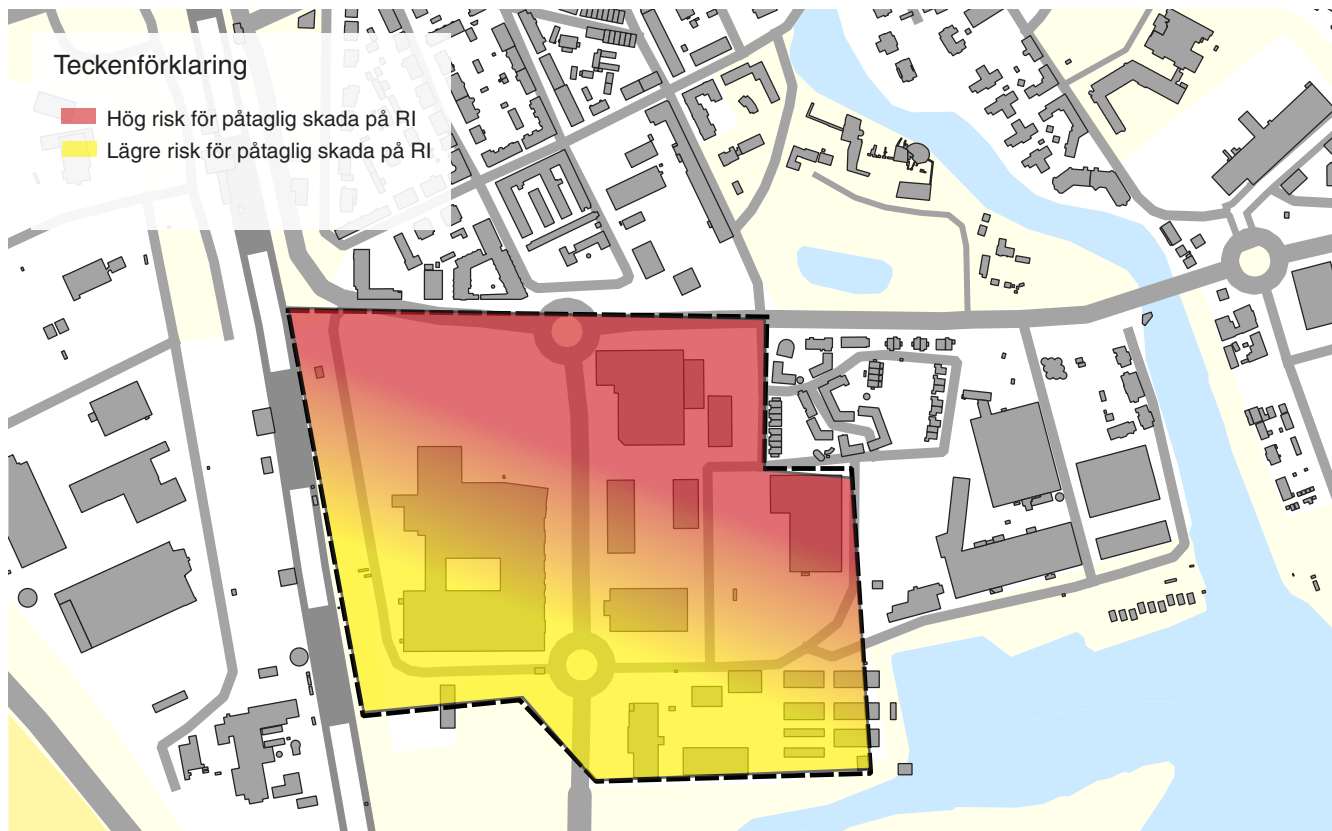 Teckenförklaring
Hög risk för påtaglig skada på RI
Lägre risk för påtaglig skada på RI